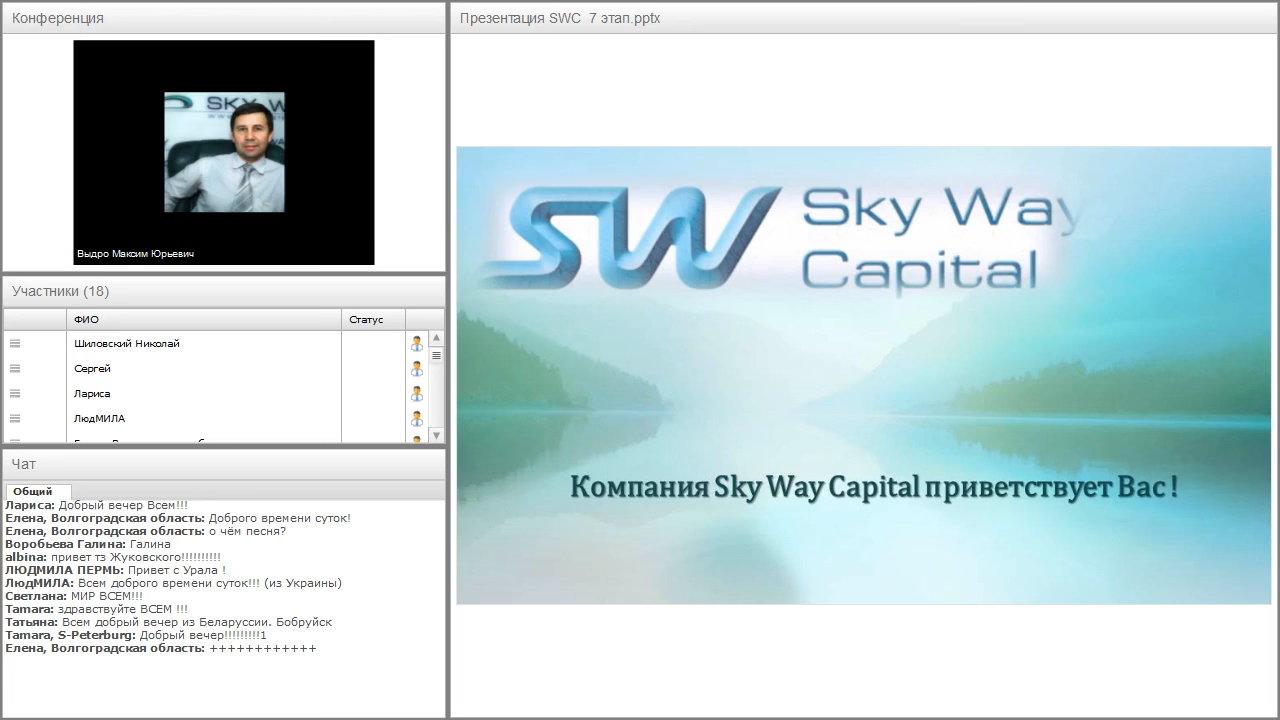 Конференция
SKY W
Выдро Максим Юрьевич
Участники (18)
ФИО
Статус
Шиловский Николай
Сергей
Лариса
ЛюдМИЛА
Чат
Общий
Лариса: Добрый вечер Всем!!!
Елена, Волгоградская область: Доброго времени суток!
Елена, Волгоградская область: о чём песня?
Воробьева Галина: Галина
albina: привет тз Жуковского!!!!!!!!!!
ЛЮДМИЛА ПЕРМЬ: Привет с Урала !
ЛюдМИЛА: Всем доброго времени суток!!! (из Украины)
Светлана: МИР ВСЕМ!!!
Tamara: здравствуйте ВСЕМ !!!
Татьяна: Всем добрый вечер из Беларуссии. Бобруйск
Tamara, S-Peterburg: Добрый вечер!!!!!!!!!1
Елена, Волгоградская область: ++++++++++++
Презентация SWC 7 этап.pptx
SW
Sky Way
Capital
Компания Sky Way Capital приветствует Вас !